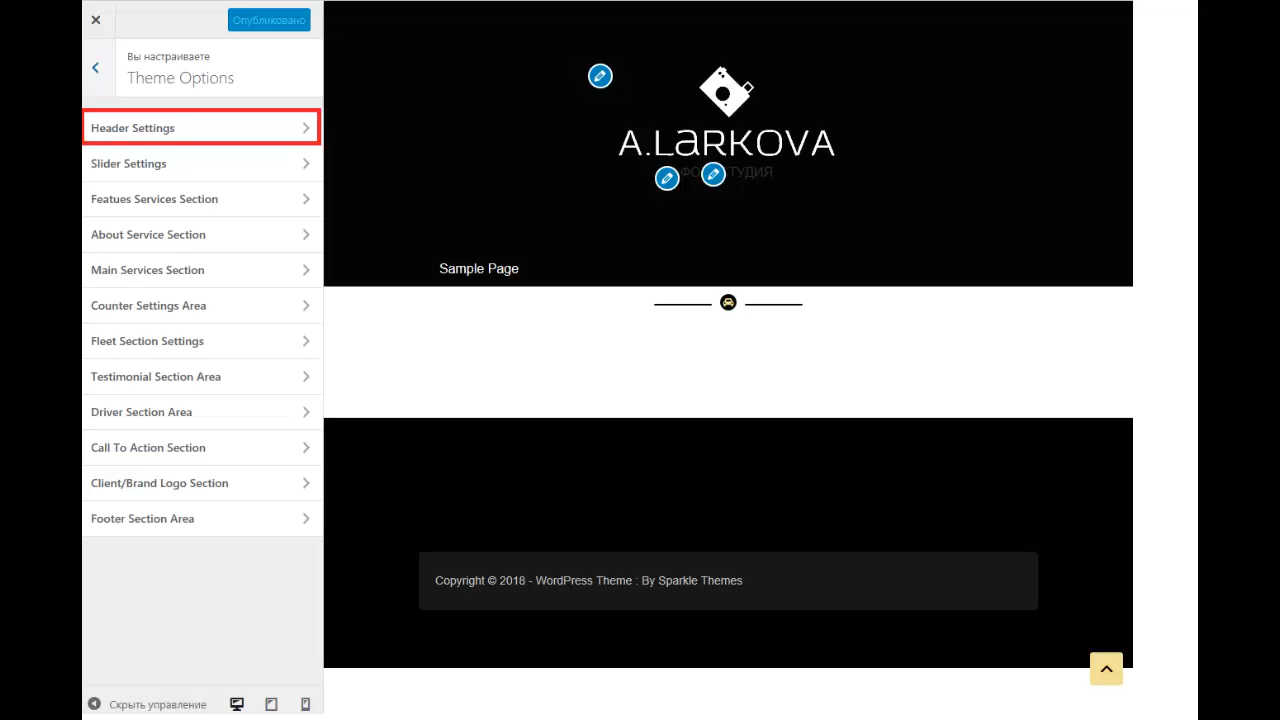 Опубликовано
Вы настраиваете
Theme Options
Header Settings
Slider Settings
Featues Services Section
About Service Section
Main Services Section
Counter Settings Area
Fleet Section Settings
Testimonial Section Area
Driver Section Area
Call To Action Section
Client/Brand Logo Section
Footer Section Area
Скрыть управление
A.LARKOVA
Sample Page
Copyright © 2018 - WordPress Theme : By Sparkle Themes